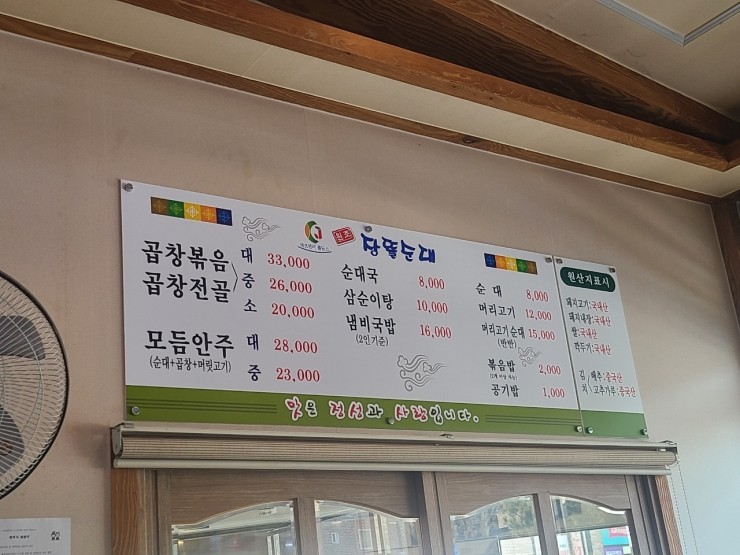 원조 장뜰순대
곱창볶음
곱창전골
대 33,000
중 26,000
소 20,000
모듬안주
(순대+곱창+머릿고기)
대 28,000
중 23,000
순대국 8,000
삼순이탕 10,000
냄비국밥 16,000
(2인기준)
순 대 8,000
머리고기 12,000
머리고기순대 15,000
(반반)
볶음밥 2,000
공기밥 1,000
맛은 정성과 사랑입니다.
원산지표시
돼지고기:국내산
돼지내장:국내산
쌀:국내산
깍두기:국내산
김 배추:중국산
치 고추가루:중국산